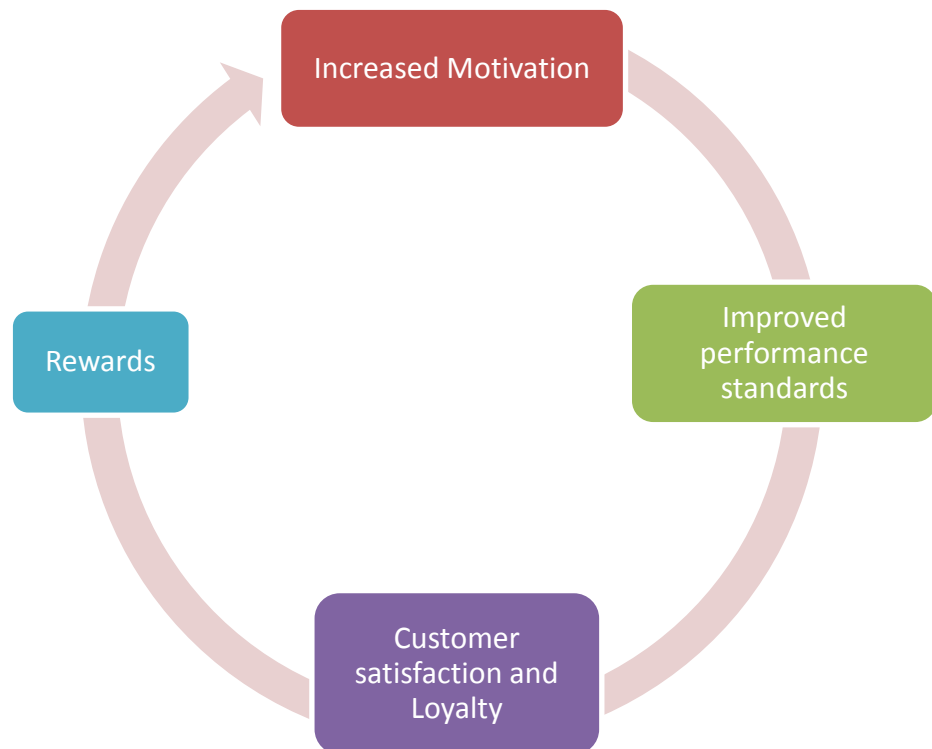 Increased Motivation
Improved
performance
standards
Customer
satisfaction and
Loyalty
Rewards